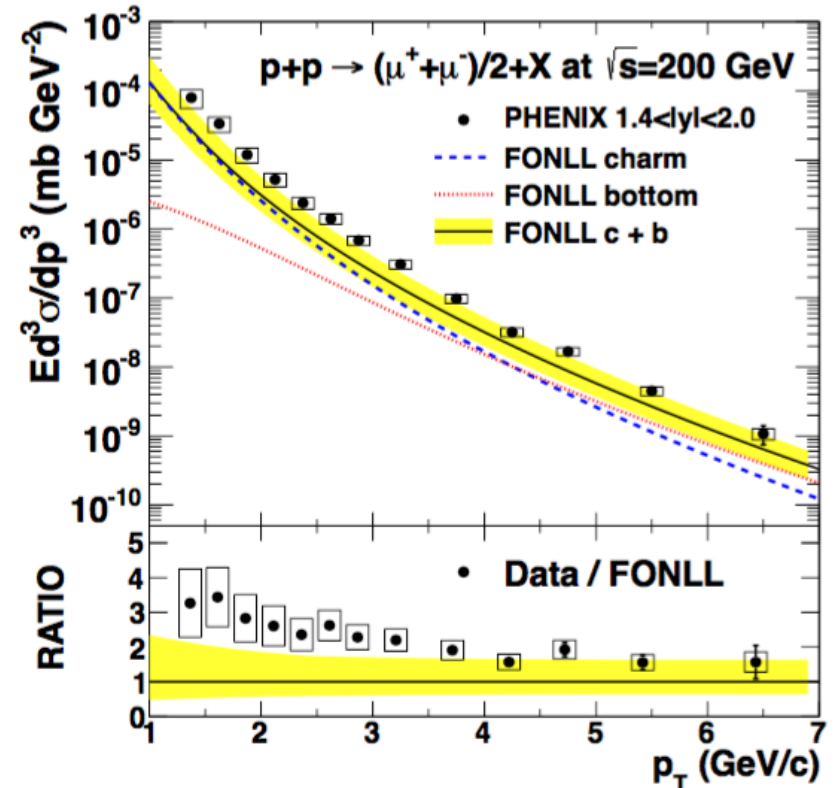 p+p → (μ⁺+μ⁻)/2+X at √s=200 GeV
PHENIX 1.4<|y|<2.0
FONLL charm
FONLL bottom
FONLL c + b
Ed³σ/dp³ (mb GeV⁻²)
10⁻³
10⁻⁴
10⁻⁵
10⁻⁶
10⁻⁷
10⁻⁸
10⁻⁹
10⁻¹⁰
Data / FONLL
RATIO
5
4
3
2
1
0
1 2 3 4 5 6 7
p_T (GeV/c)